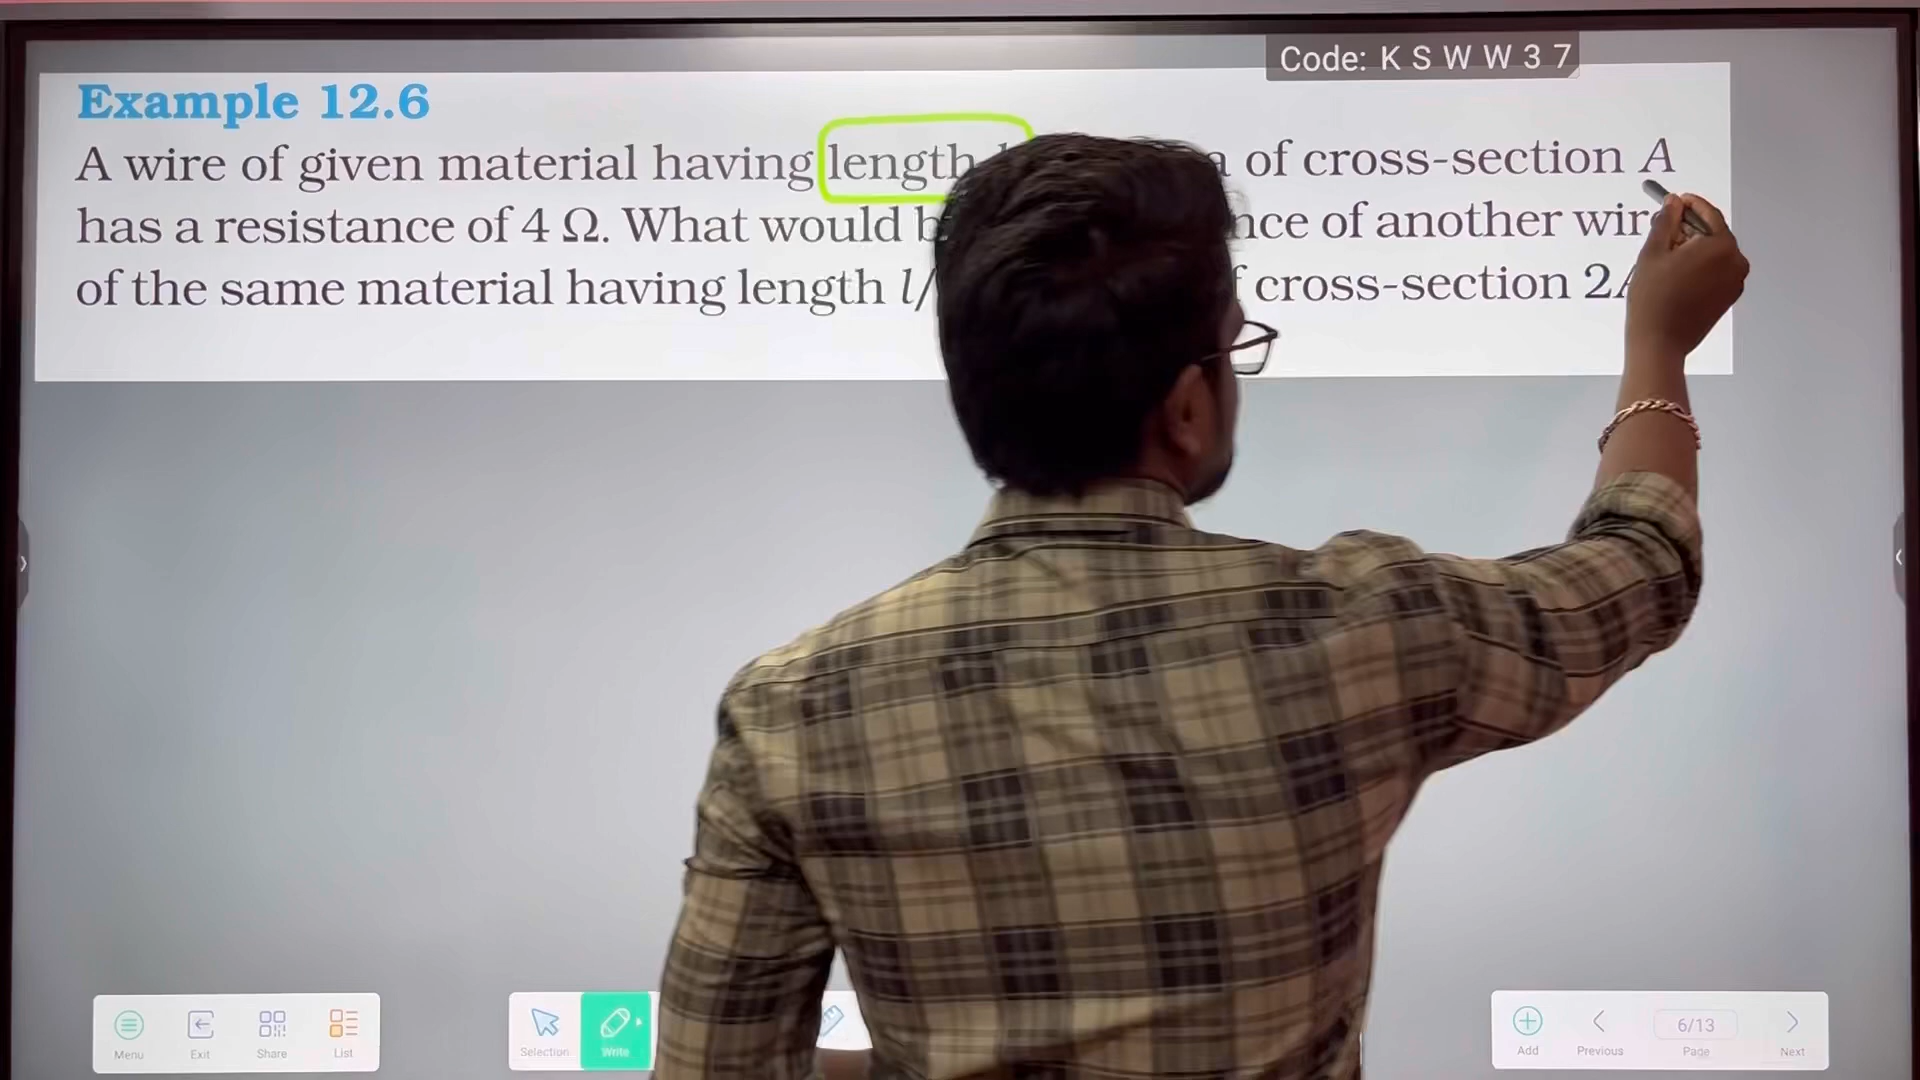 Code: K S W W 3 7
Example 12.6
A wire of given material having length of cross-section A
has a resistance of 4 Ω. What would of another
of the same material having length l/ cross-section
Menu
Exit
Share
List
Selection
Write
Add
Previous
6/13
Page
Next